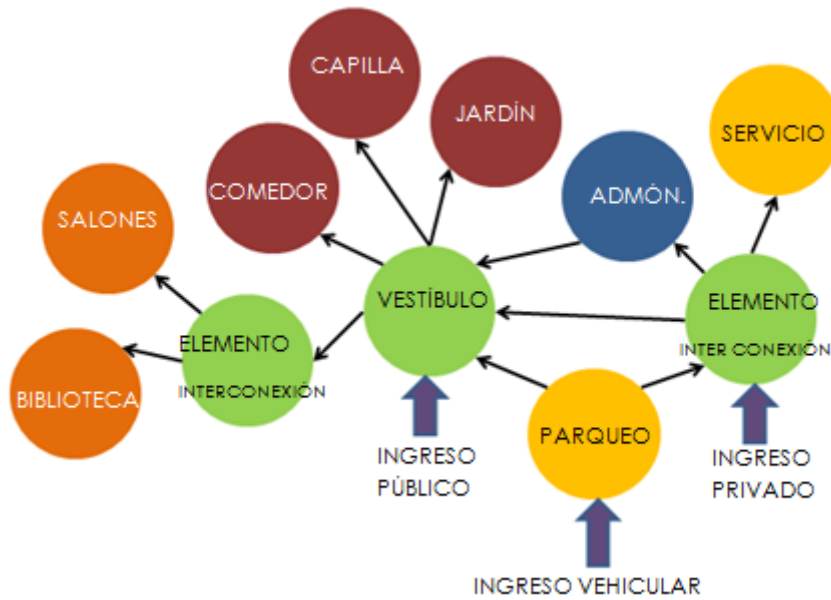 CAPILLA
JARDÍN
SERVICIO
COMEDOR
ADMÓN.
SALONES
VESTÍBULO
ELEMENTO
INTER CONEXIÓN
ELEMENTO
INTERCONEXIÓN
BIBLIOTECA
PARQUEO
INGRESO
PÚBLICO
INGRESO
PRIVADO
INGRESO VEHICULAR